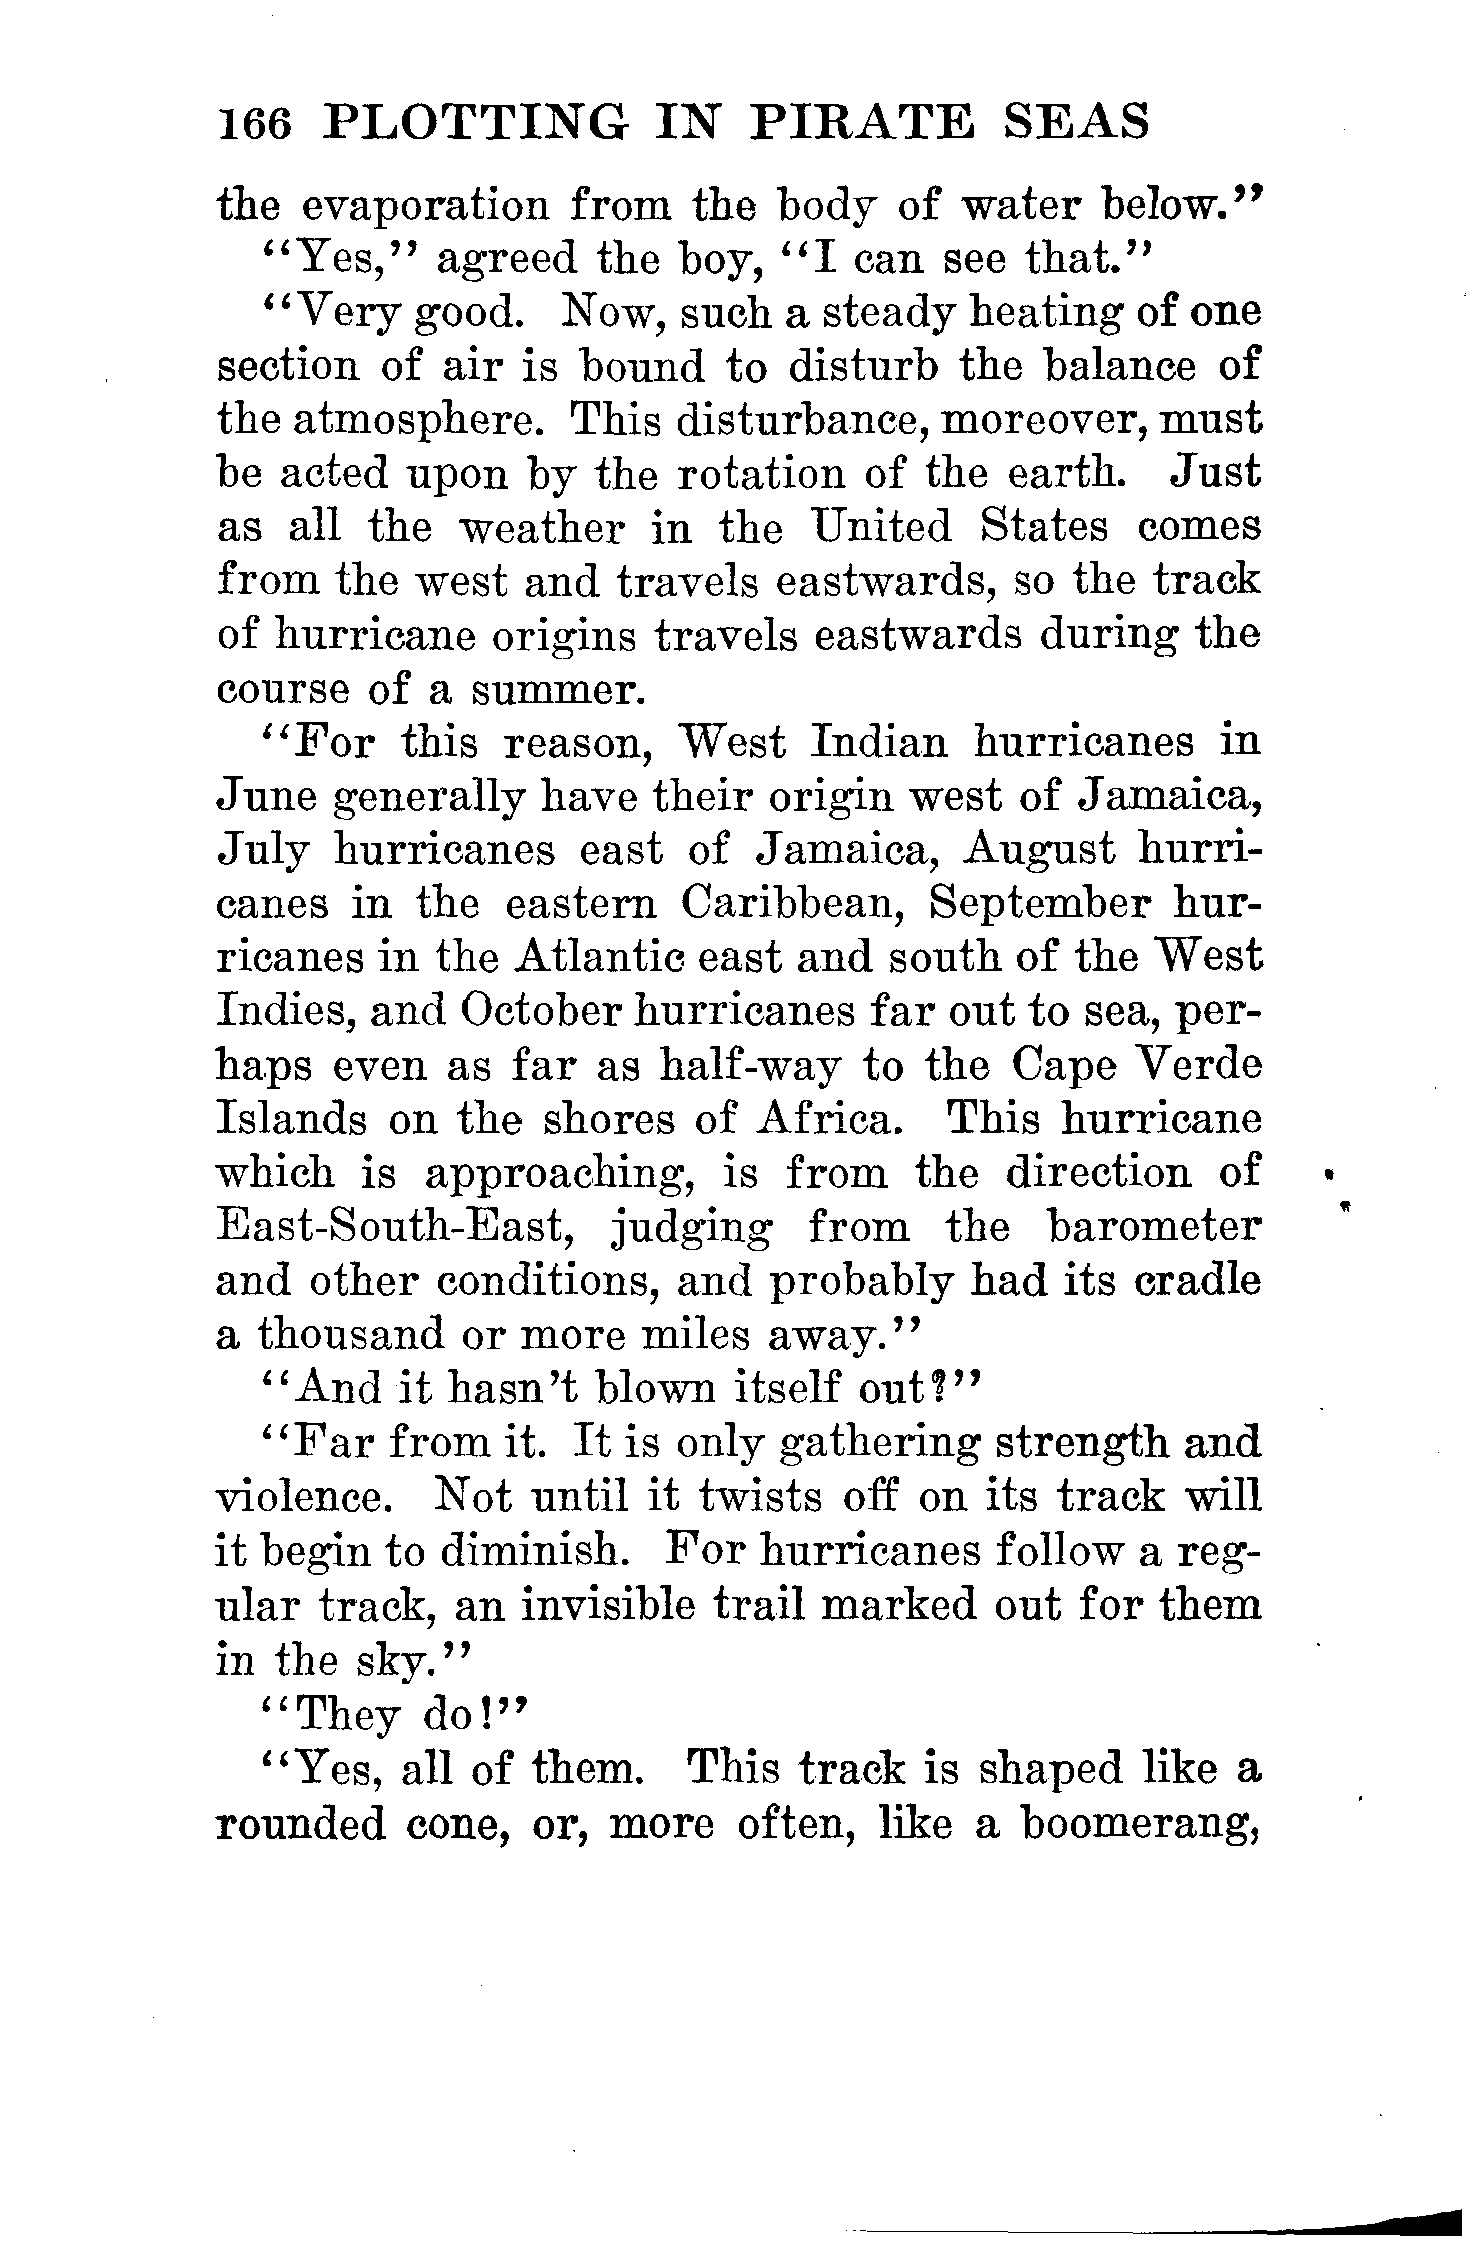 166 PLOTTING IN PIRATE SEAS
the evaporation from the body of water below."
"Yes," agreed the boy, "I can see that."
"Very good. Now, such a steady heating of one
section of air is bound to disturb the balance of
the atmosphere. This disturbance, moreover, must
be acted upon by the rotation of the earth. Just
as all the weather in the United States comes
from the west and travels eastwards, so the track
of hurricane origins travels eastwards during the
course of a summer.
"For this reason, West Indian hurricanes in
June generally have their origin west of Jamaica,
July hurricanes east of Jamaica, August hurri-
canes in the eastern Caribbean, September hur-
ricanes in the Atlantic east and south of the West
Indies, and October hurricanes far out to sea, per-
haps even as far as half-way to the Cape Verde
Islands on the shores of Africa. This hurricane
which is approaching, is from the direction of
East-South-East, judging from the barometer
and other conditions, and probably had its cradle
a thousand or more miles away."
"And it hasn't blown itself out?"
"Far from it. It is only gathering strength and
violence. Not until it twists off on its track will
it begin to diminish. For hurricanes follow a reg-
ular track, an invisible trail marked out for them
in the sky."
"They do!"
"Yes, all of them. This track is shaped like a
rounded cone, or, more often, like a boomerang,